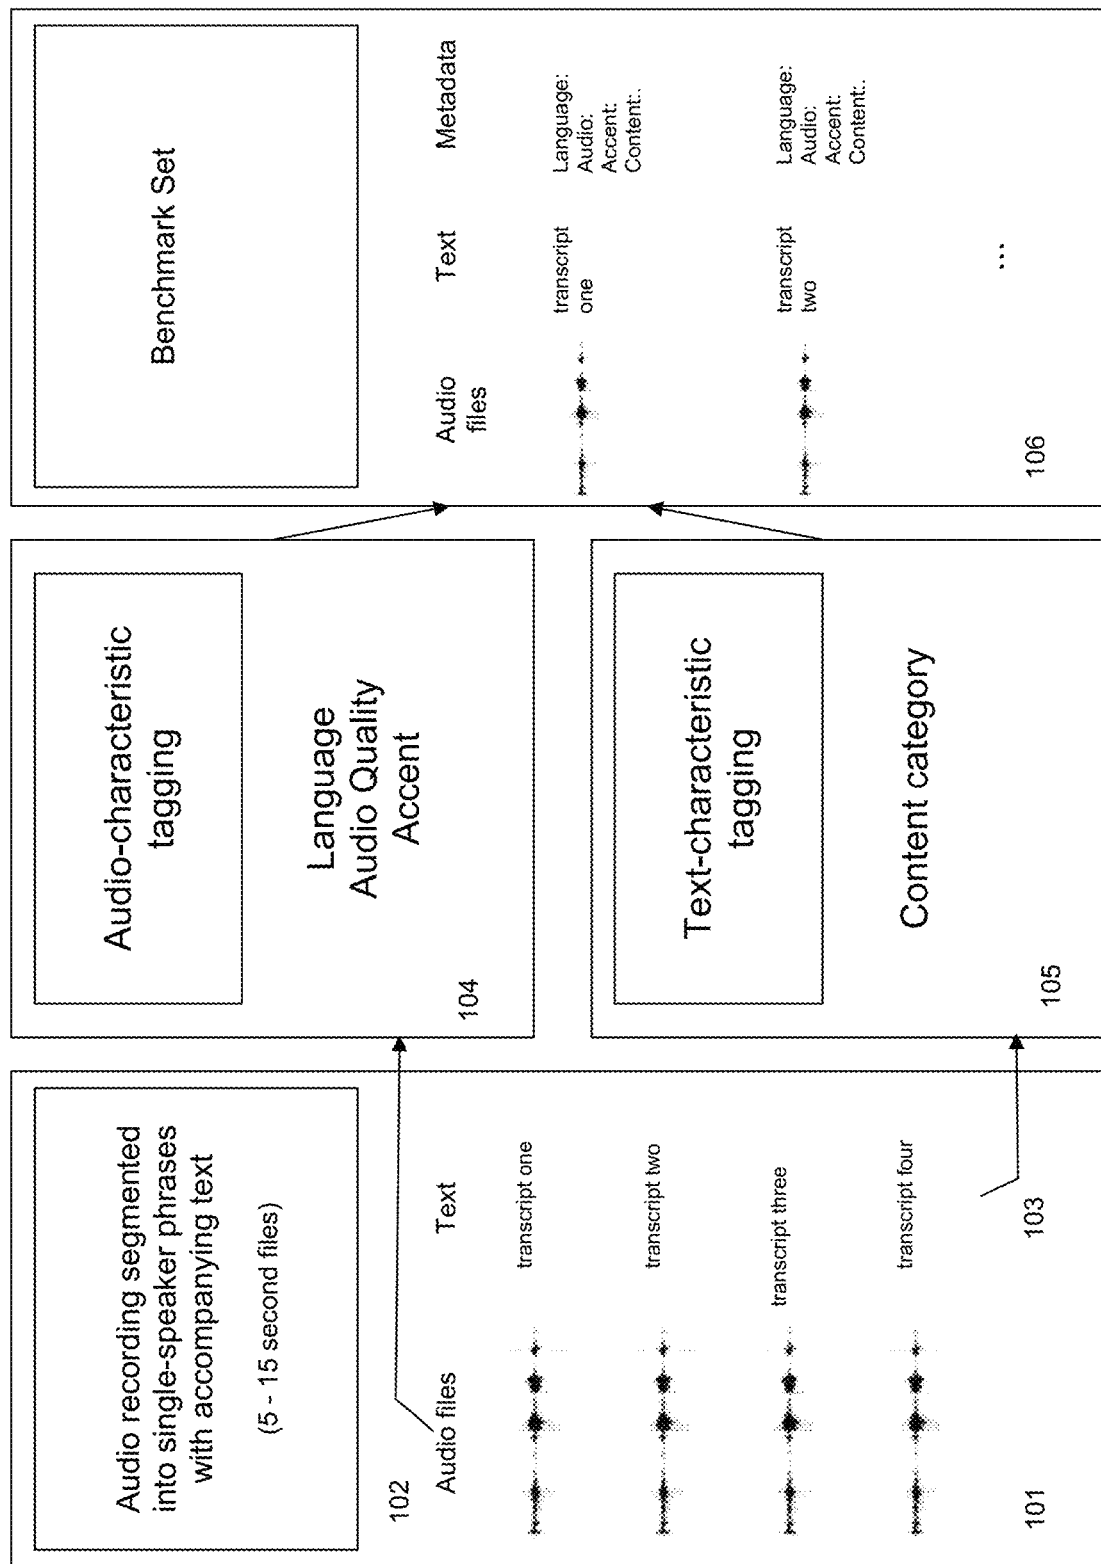 Audio recording segmented
into single-speaker phrases
with accompanying text
(5 - 15 second files)
102
Audio files
Text
transcript one
transcript two
transcript three
transcript four
101
103
Audio-characteristic
tagging
Language
Audio Quality
Accent
104
Text-characteristic
tagging
Content category
105
Benchmark Set
Audio
files
Text
Metadata
transcript
one
Language:
Audio:
Accent:
Content:.
transcript
two
Language:
Audio:
Accent:
Content:.
...
106